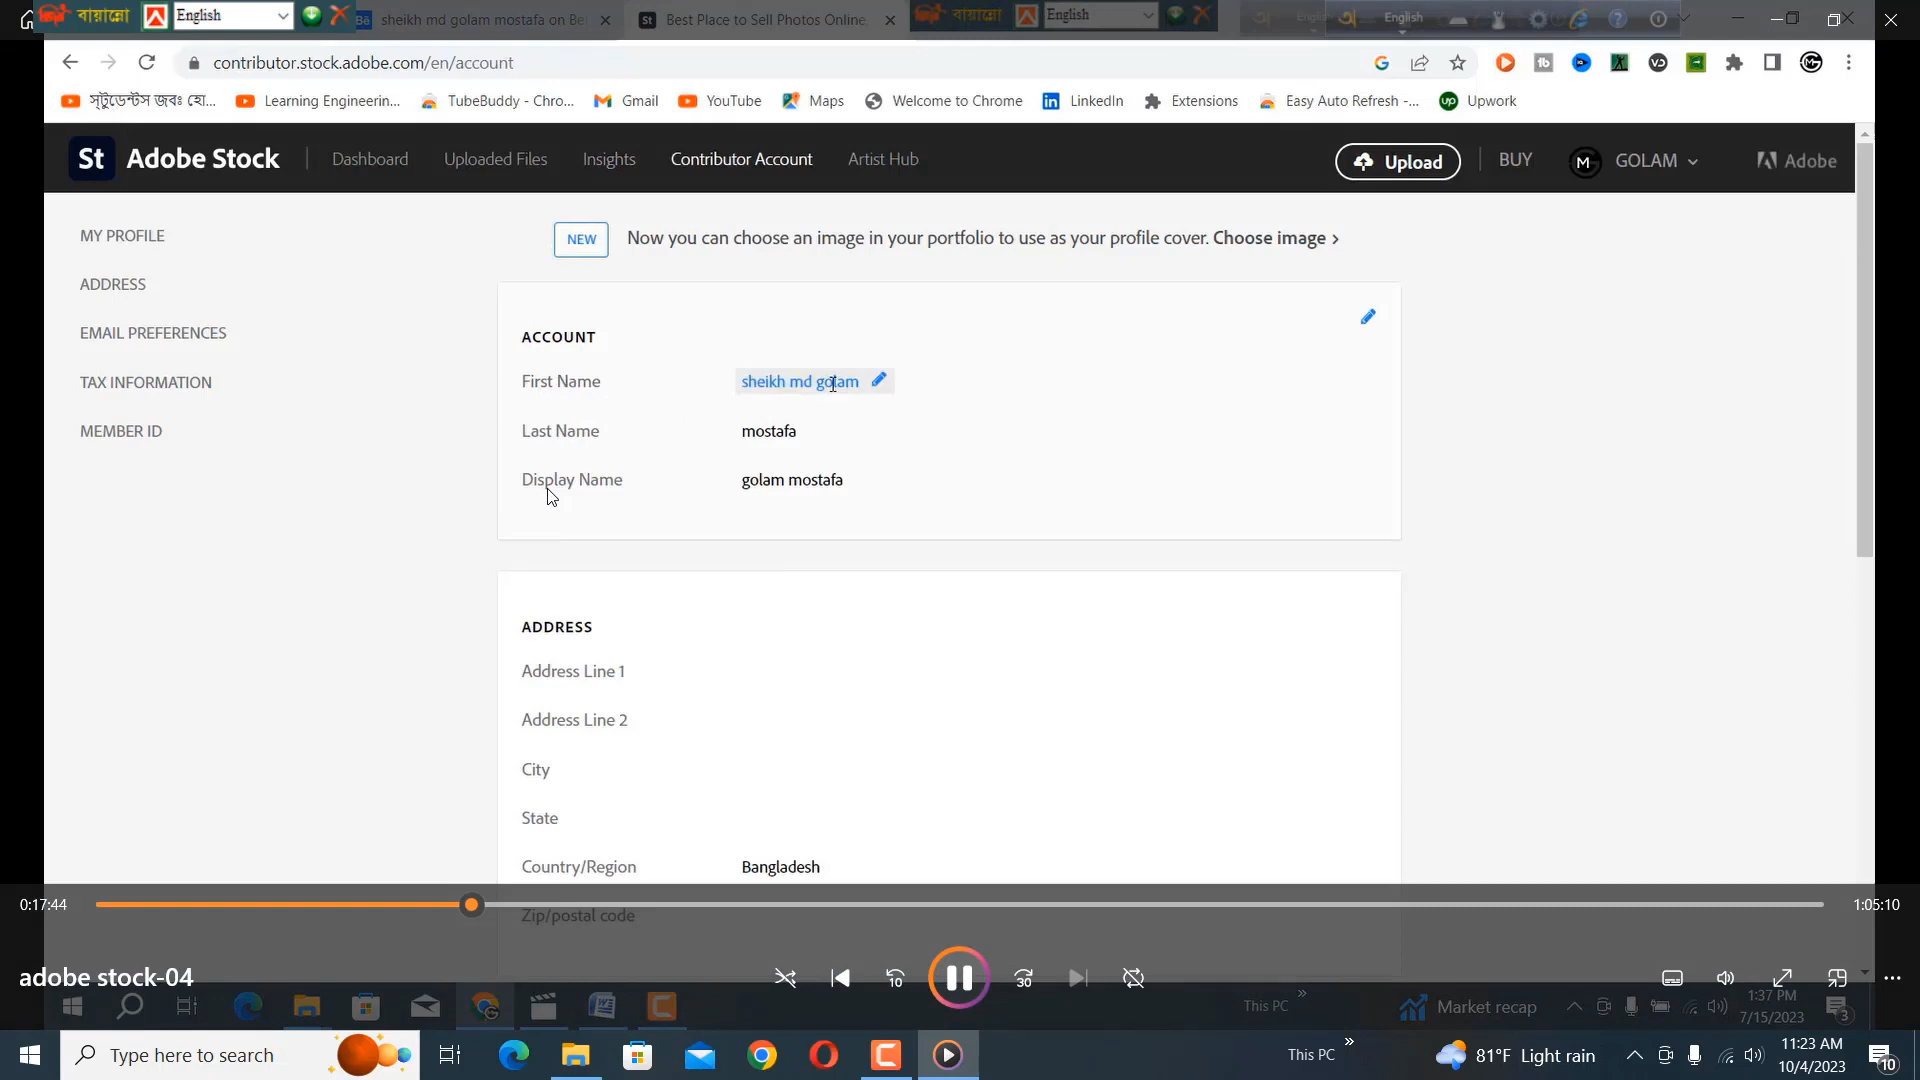 বায়ান্নো English sheikh md golam mostafa on Be Best Place to Sell Photos Online বায়ান্নো English English
contributor.stock.adobe.com/en/account
স্টুডেন্টস জবঃ হো... Learning Engineerin... TubeBuddy - Chro... Gmail YouTube Maps Welcome to Chrome LinkedIn Extensions Easy Auto Refresh -... Upwork
St Adobe Stock Dashboard Uploaded Files Insights Contributor Account Artist Hub Upload BUY M GOLAM Adobe
MY PROFILE
ADDRESS
EMAIL PREFERENCES
TAX INFORMATION
MEMBER ID
NEW Now you can choose an image in your portfolio to use as your profile cover. Choose image >
ACCOUNT
First Name sheikh md golam
Last Name mostafa
Display Name golam mostafa
ADDRESS
Address Line 1
Address Line 2
City
State
Country/Region Bangladesh
Zip/postal code
0:17:44 1:05:10
adobe stock-04
10 30
This PC » Market recap 1:37 PM
7/15/2023 3
Type here to search This PC » 81°F Light rain 11:23 AM
10/4/2023 10